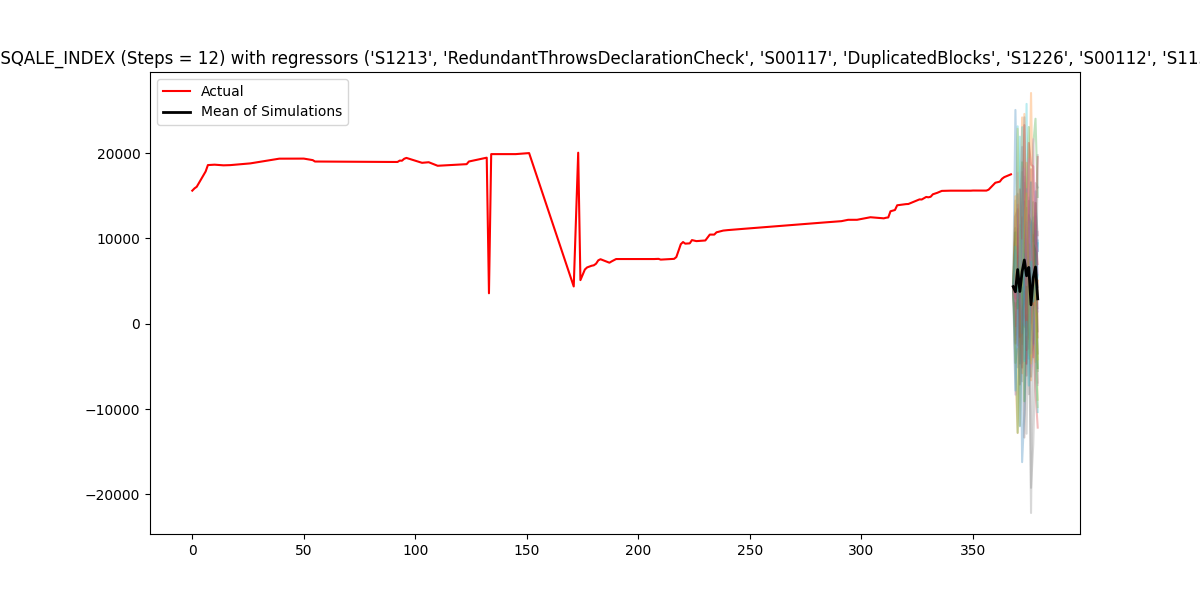 SQALE_INDEX (Steps = 12) with regressors ('S1213', 'RedundantThrowsDeclarationCheck', 'S00117', 'DuplicatedBlocks', 'S1226', 'S00112', 'S11
Actual
Mean of Simulations
20000
10000
0
−10000
−20000
0 50 100 150 200 250 300 350